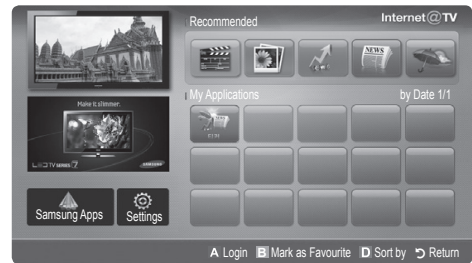 Recommended
Internet@TV
NEWS
My Applications
by Date 1/1
Make it slimmer.
LED TV SERIES 7
SAMSUNG
Samsung Apps
Settings
A Login B Mark as Favourite D Sort by Return